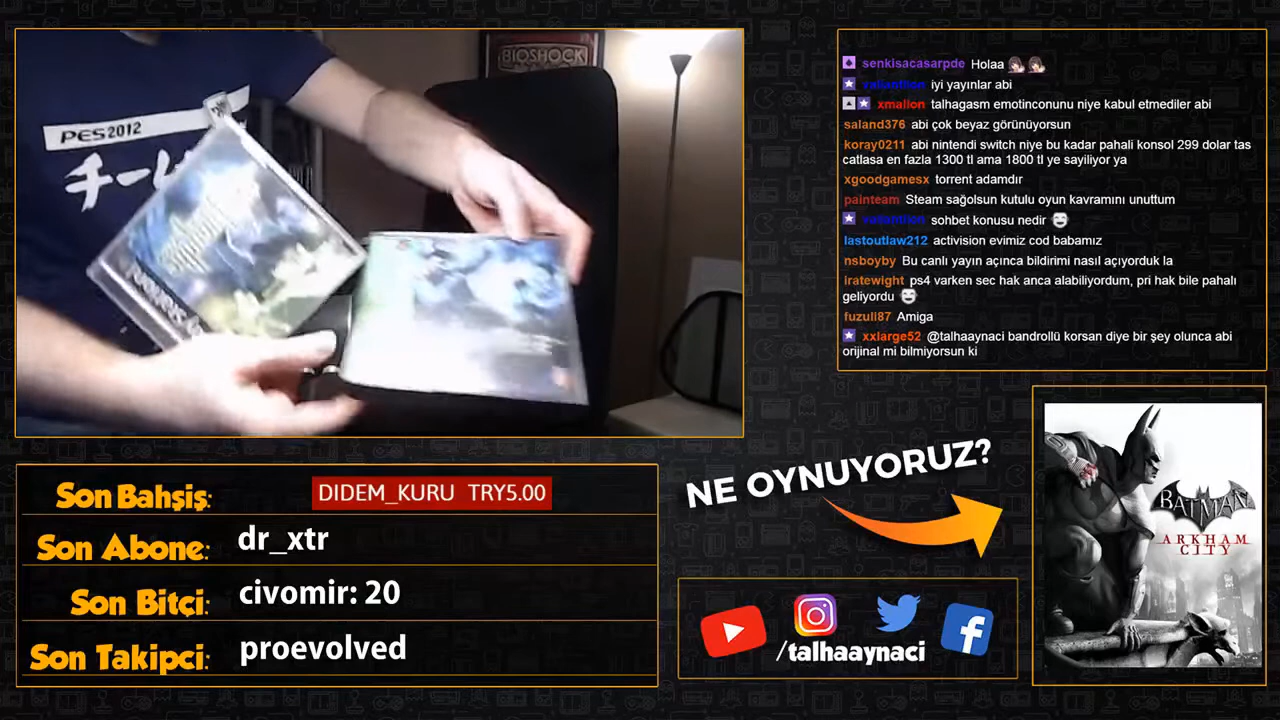 BIOSHOCK
PES2012
チーム
senkisacasarpde Holaa
valiantlion iyi yayınlar abi
xmallon talhagasm emotinconunu niye kabul etmediler abi
saland376 abi çok beyaz görünüyorsun
koray0211 abi nintendi switch niye bu kadar pahali konsol 299 dolar tas
catlasa en fazla 1300 tl ama 1800 tl ye sayiliyor ya
xgoodgamesx torrent adamdır
painteam Steam sağolsun kutulu oyun kavramını unuttum
valiantlion sohbet konusu nedir
lastoutlaw212 activision evimiz cod babamız
nsboyby Bu canlı yayın açınca bildirimi nasıl açıyorduk la
iratewight ps4 varken sec hak anca alabiliyordum, pri hak bile pahalı
geliyordu
fuzuli87 Amiga
xxlarge52 @talhaaynaci bandrollü korsan diye bir şey olunca abi
orijinal mi bilmiyorsun ki
Son Bahşiş: DIDEM_KURU TRY5.00
Son Abone: dr_xtr
Son Bitçi: civomir: 20
Son Takipci: proevolved
NE OYNUYORUZ?
/talhaaynaci
BATMAN
ARKHAM
CITY